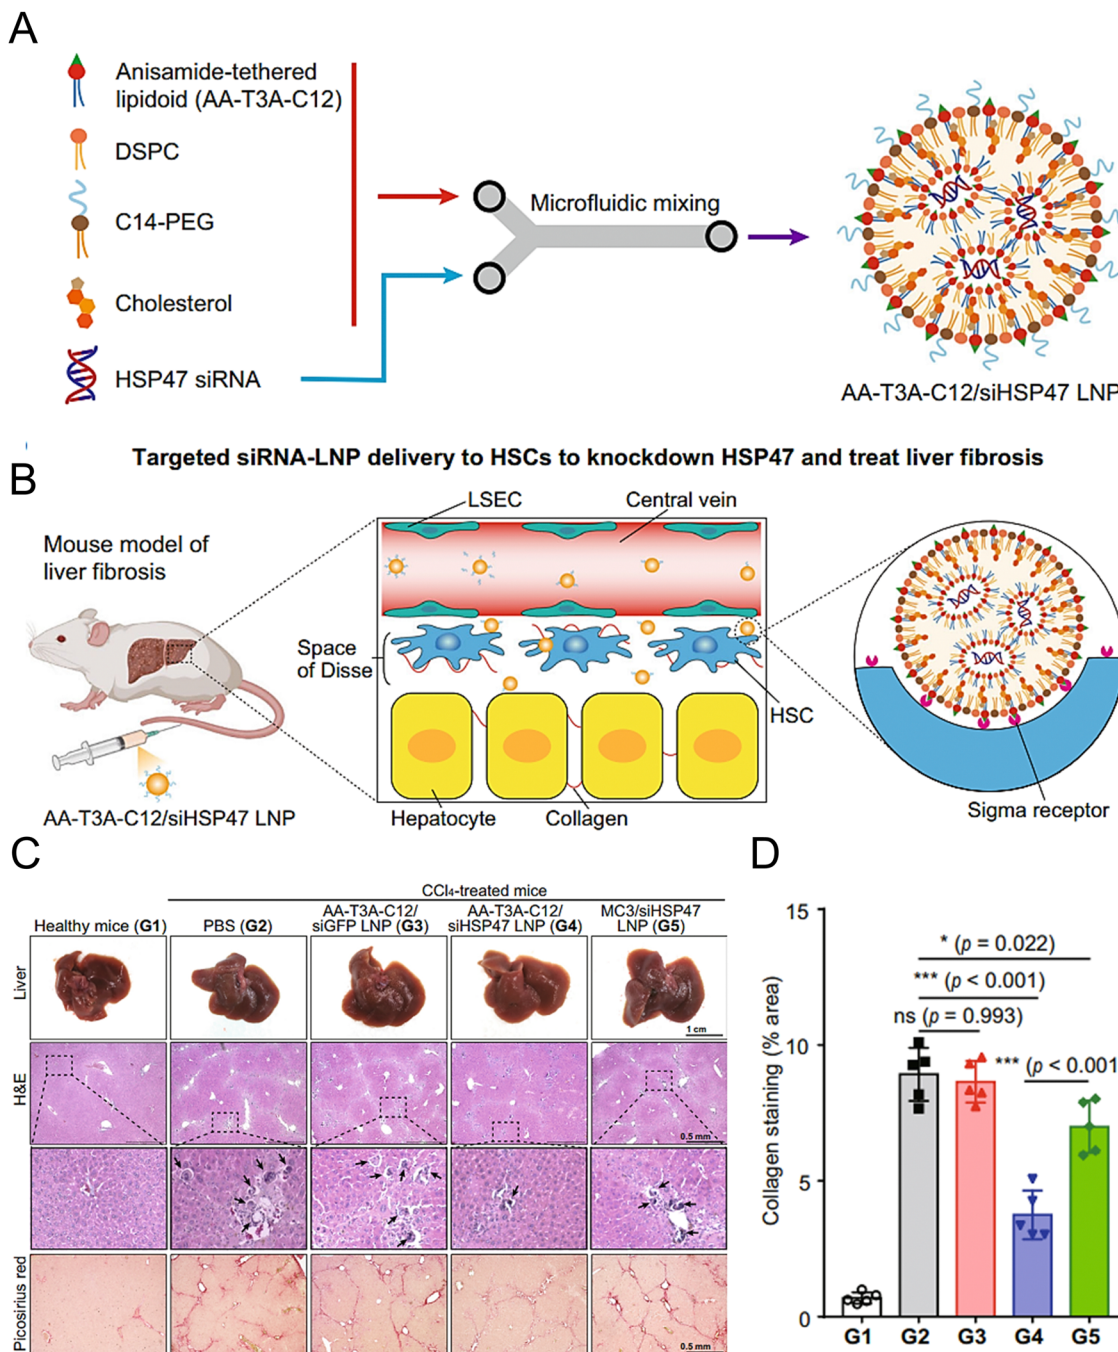 A
Anisamide-tethered
lipidoid (AA-T3A-C12)
DSPC
C14-PEG
Cholesterol
HSP47 siRNA
Microfluidic mixing
AA-T3A-C12/siHSP47 LNP
Targeted siRNA-LNP delivery to HSCs to knockdown HSP47 and treat liver fibrosis
B
Mouse model of
liver fibrosis
AA-T3A-C12/siHSP47 LNP
LSEC
Central vein
Space
of Disse
HSC
Hepatocyte
Collagen
Sigma receptor
C
CCl₄-treated mice
Healthy mice (G1)
PBS (G2)
AA-T3A-C12/
siGFP LNP (G3)
AA-T3A-C12/
siHSP47 LNP (G4)
MC3/siHSP47
LNP (G5)
Liver
1 cm
H&E
0.5 mm
Picosirius red
0.5 mm
D
Collagen staining (% area)
15
10
5
0
* (p = 0.022)
*** (p < 0.001)
ns (p = 0.993)
*** (p < 0.001
G1
G2
G3
G4
G5